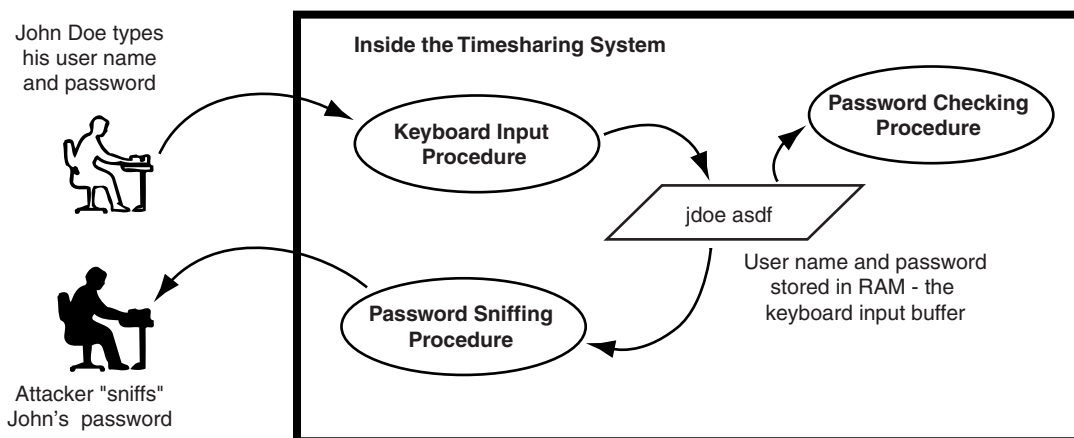 John Doe types
his user name
and password
Inside the Timesharing System
Keyboard Input
Procedure
Password Checking
Procedure
jdoe asdf
User name and password
stored in RAM - the
keyboard input buffer
Password Sniffing
Procedure
Attacker "sniffs"
John's password